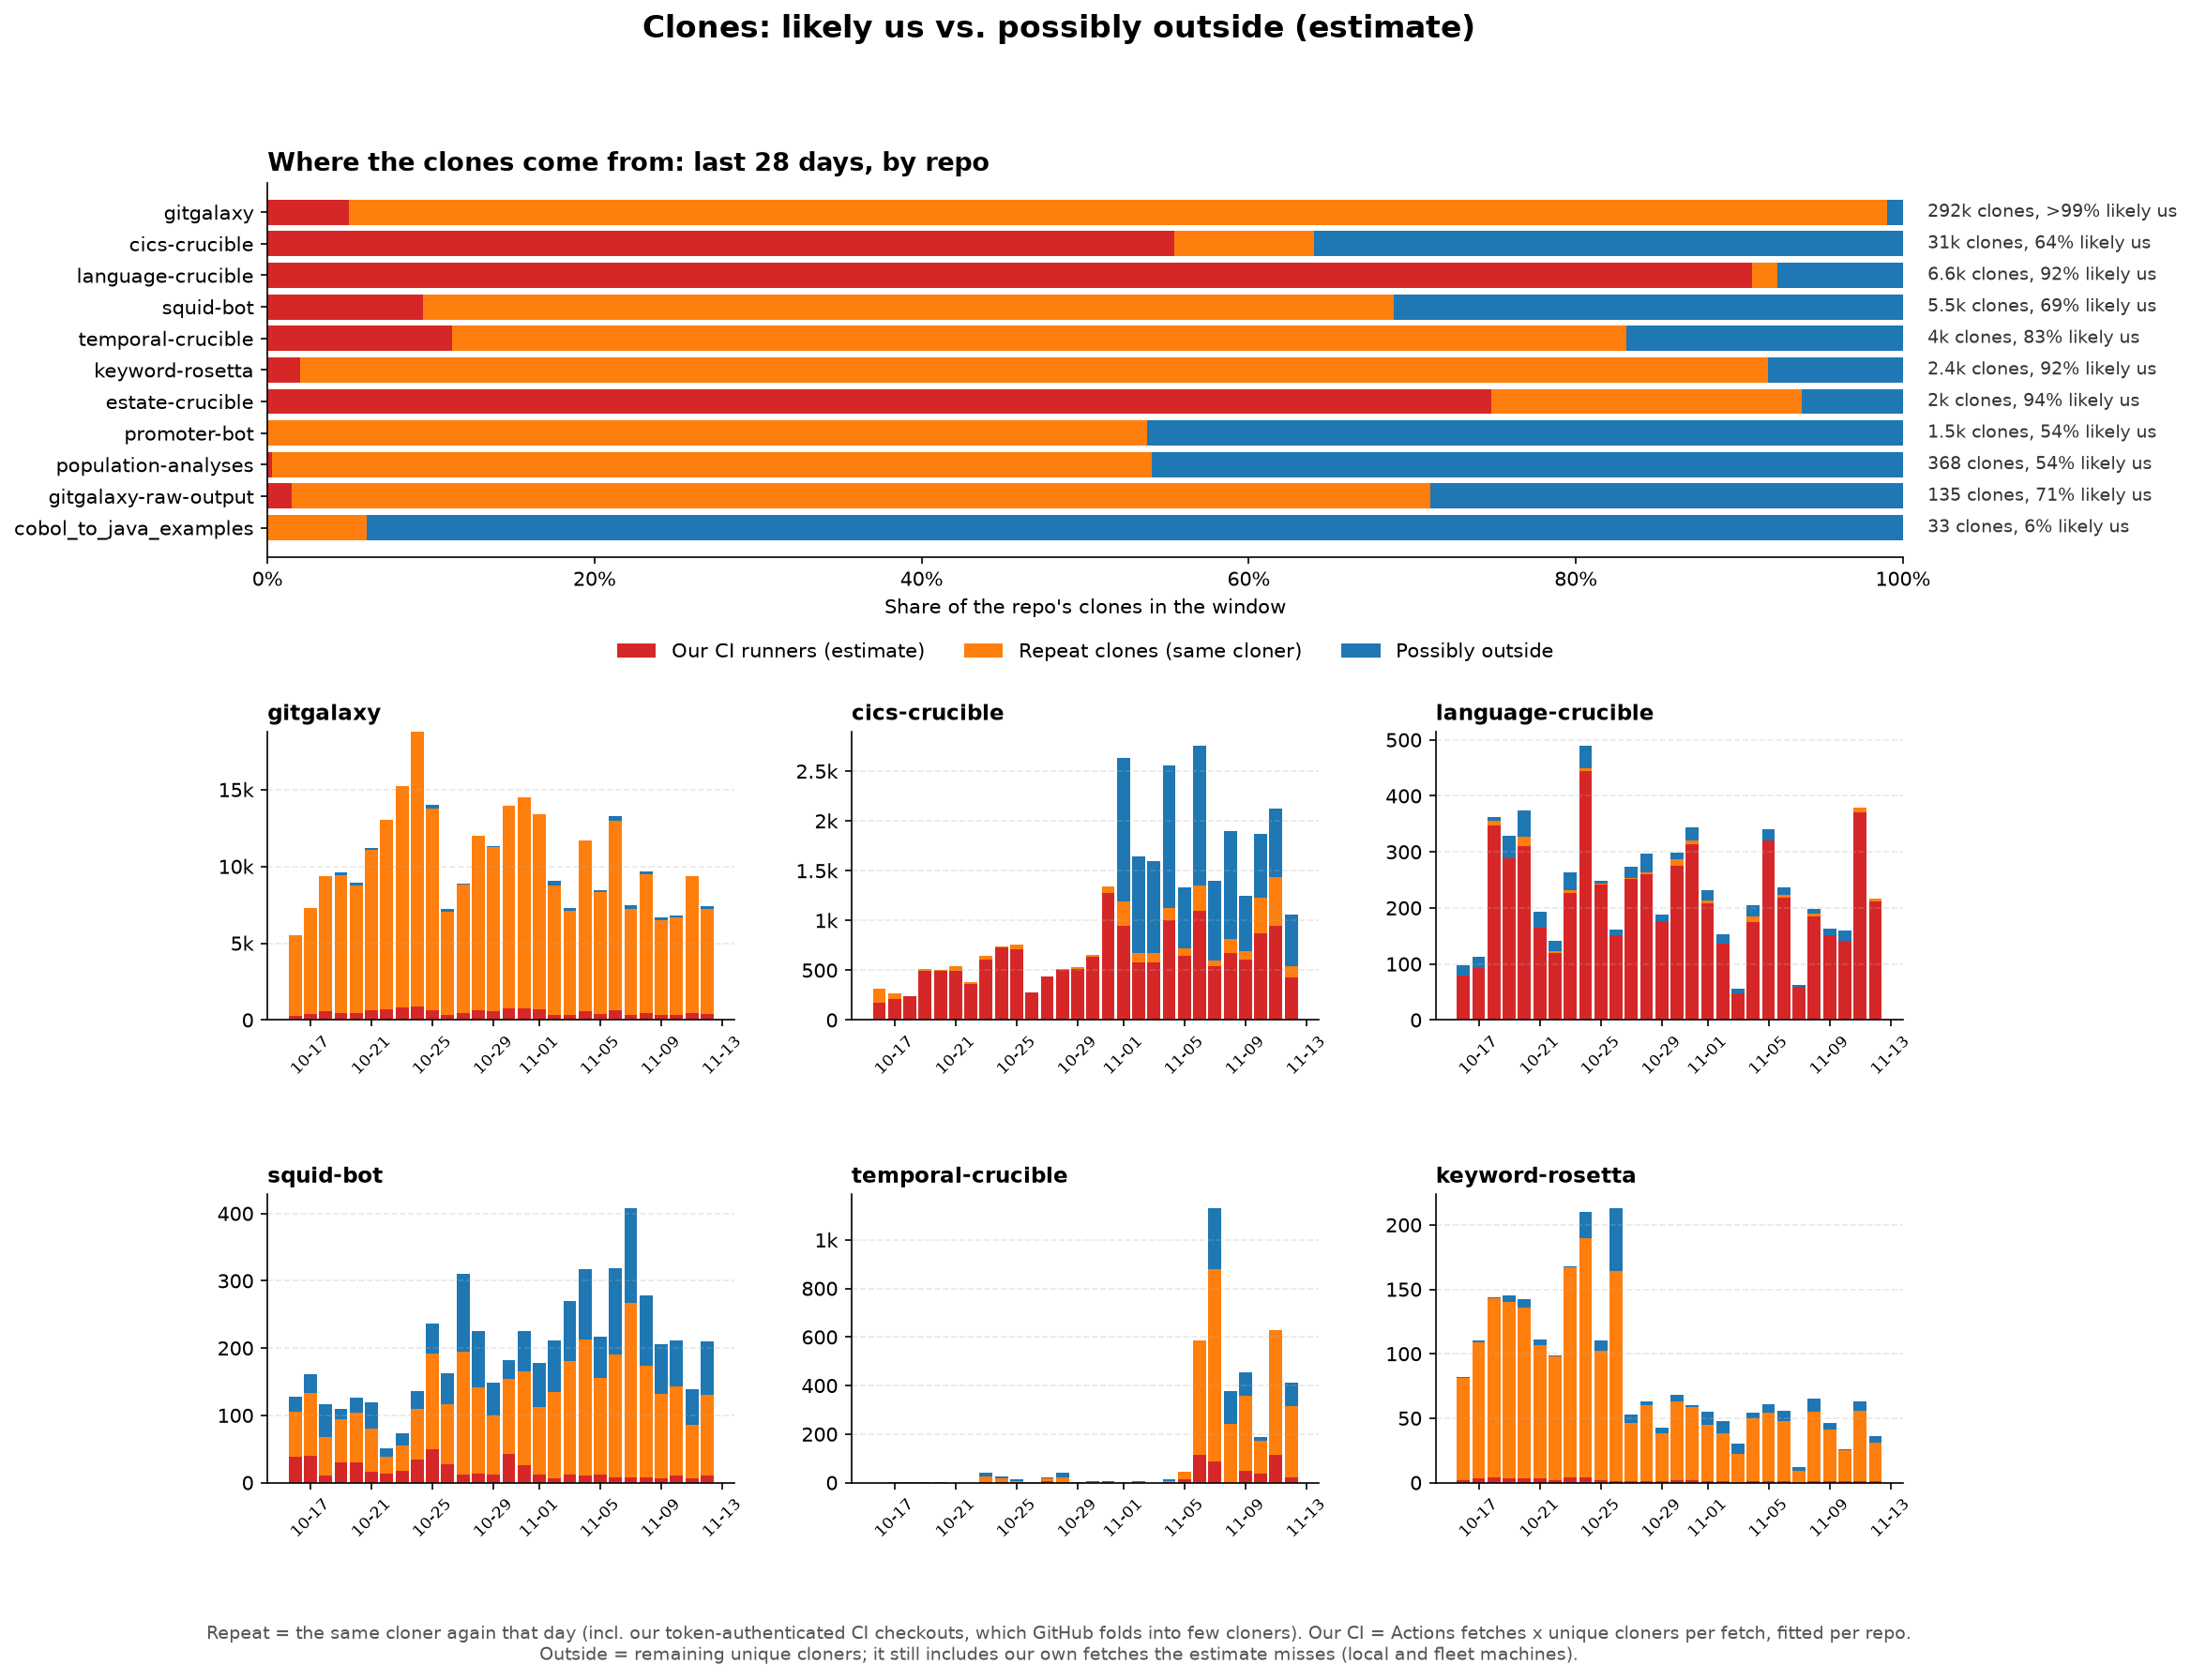 Clones: likely us vs. possibly outside (estimate)
Where the clones come from: last 28 days, by repo
gitgalaxy
292k clones, >99% likely us
cics-crucible
31k clones, 64% likely us
language-crucible
6.6k clones, 92% likely us
squid-bot
5.5k clones, 69% likely us
temporal-crucible
4k clones, 83% likely us
keyword-rosetta
2.4k clones, 92% likely us
estate-crucible
2k clones, 94% likely us
promoter-bot
1.5k clones, 54% likely us
population-analyses
368 clones, 54% likely us
gitgalaxy-raw-output
135 clones, 71% likely us
cobol_to_java_examples
33 clones, 6% likely us
0% 20% 40% 60% 80% 100%
Share of the repo's clones in the window
Our CI runners (estimate) Repeat clones (same cloner) Possibly outside
gitgalaxy
15k
10k
5k
0
10-17 10-21 10-25 10-29 11-01 11-05 11-09 11-13
cics-crucible
2.5k
2k
1.5k
1k
500
0
10-17 10-21 10-25 10-29 11-01 11-05 11-09 11-13
language-crucible
500
400
300
200
100
0
10-17 10-21 10-25 10-29 11-01 11-05 11-09 11-13
squid-bot
400
300
200
100
0
10-17 10-21 10-25 10-29 11-01 11-05 11-09 11-13
temporal-crucible
1k
800
600
400
200
0
10-17 10-21 10-25 10-29 11-01 11-05 11-09 11-13
keyword-rosetta
200
150
100
50
0
10-17 10-21 10-25 10-29 11-01 11-05 11-09 11-13
Repeat = the same cloner again that day (incl. our token-authenticated CI checkouts, which GitHub folds into few cloners). Our CI = Actions fetches x unique cloners per fetch, fitted per repo.
Outside = remaining unique cloners; it still includes our own fetches the estimate misses (local and fleet machines).